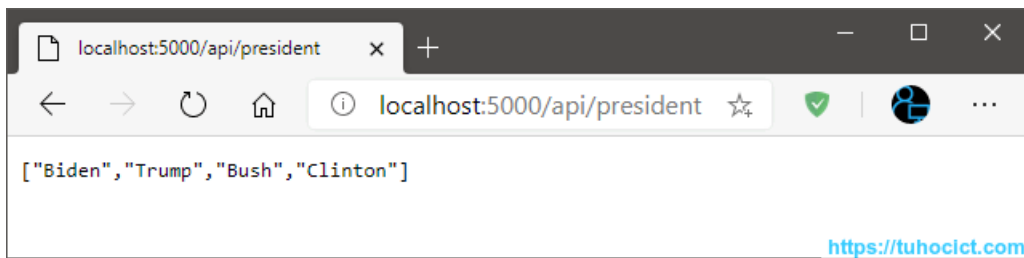 localhost:5000/api/president
localhost:5000/api/president
["Biden","Trump","Bush","Clinton"]
https://tuhocict.com